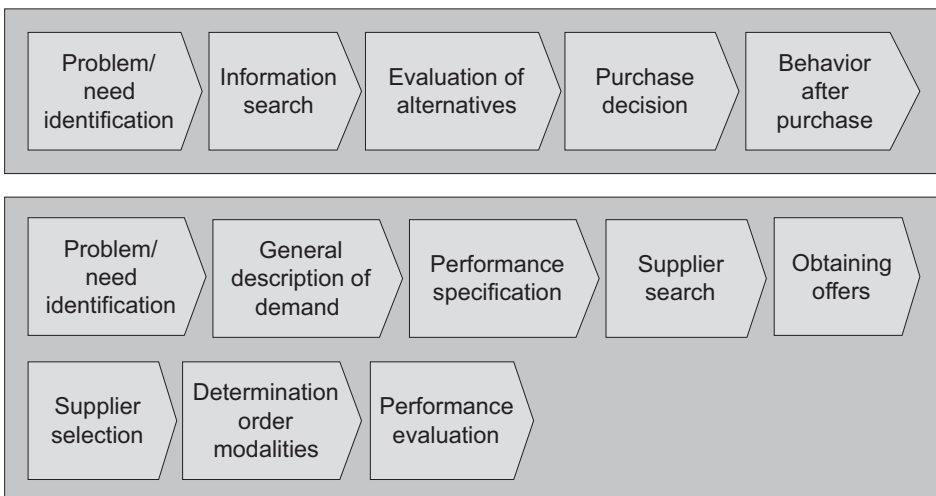 Problem/
need
identification
Information
search
Evaluation of
alternatives
Purchase
decision
Behavior
after
purchase
Problem/
need
identification
General
description of
demand
Performance
specification
Supplier
search
Obtaining
offers
Supplier
selection
Determination
order
modalities
Performance
evaluation